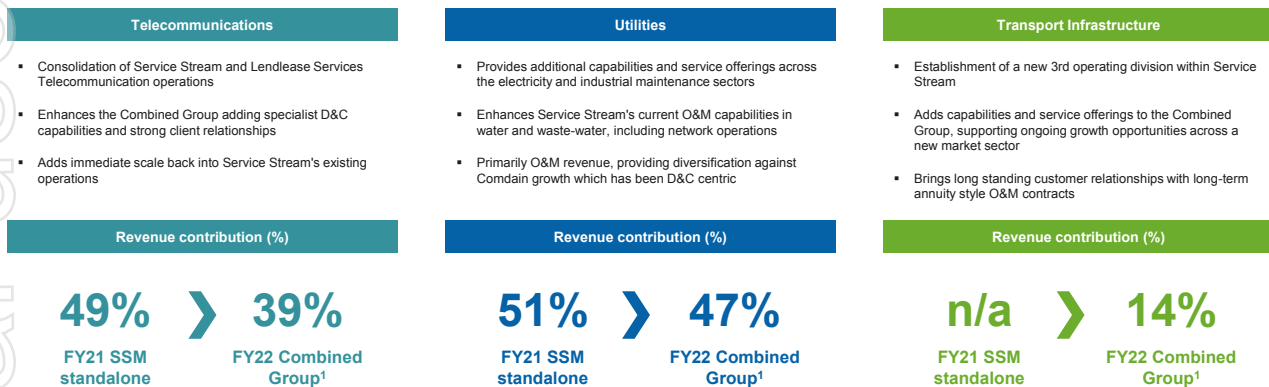 Telecommunications
▪ Consolidation of Service Stream and Lendlease Services
Telecommunication operations
▪ Enhances the Combined Group adding specialist D&C
capabilities and strong client relationships
▪ Adds immediate scale back into Service Stream's existing
operations
Revenue contribution (%)
49% ❯ 39%
FY21 SSM
standalone
FY22 Combined
Group1
Utilities
▪ Provides additional capabilities and service offerings across
the electricity and industrial maintenance sectors
▪ Enhances Service Stream's current O&M capabilities in
water and waste-water, including network operations
▪ Primarily O&M revenue, providing diversification against
Comdain growth which has been D&C centric
Revenue contribution (%)
51% ❯ 47%
FY21 SSM
standalone
FY22 Combined
Group1
Transport Infrastructure
▪ Establishment of a new 3rd operating division within Service
Stream
▪ Adds capabilities and service offerings to the Combined
Group, supporting ongoing growth opportunities across a
new market sector
▪ Brings long standing customer relationships with long-term
annuity style O&M contracts
Revenue contribution (%)
n/a ❯ 14%
FY21 SSM
standalone
FY22 Combined
Group1